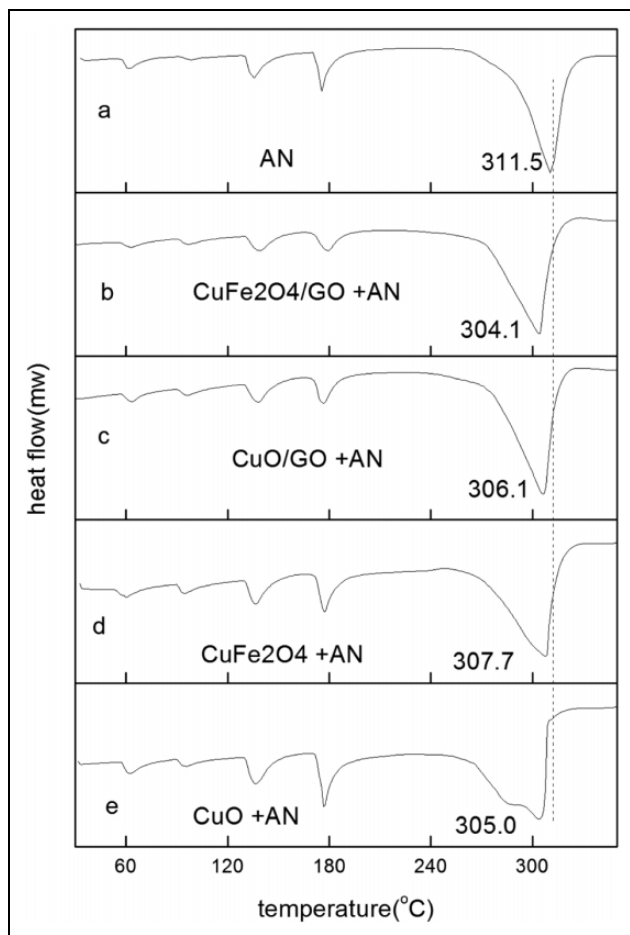 a
AN
311.5
b
CuFe2O4/GO +AN
304.1
c
CuO/GO +AN
306.1
d
CuFe2O4 +AN
307.7
e
CuO +AN
305.0
heat flow(mw)
60 120 180 240 300
temperature(°C)